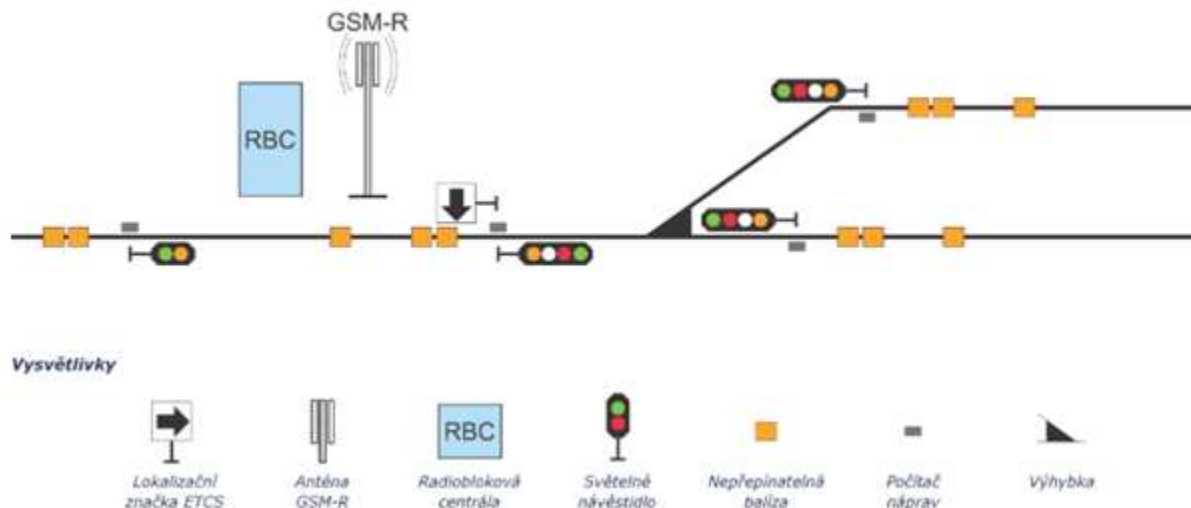 GSM-R
RBC
Vysvětlivky
RBC
Lokalizační
značka ETCS
Anténa
GSM-R
Radiobloková
centrála
Světelné
návěstidlo
Nepřepínatelná
balíza
Počítač
náprav
Výhybka